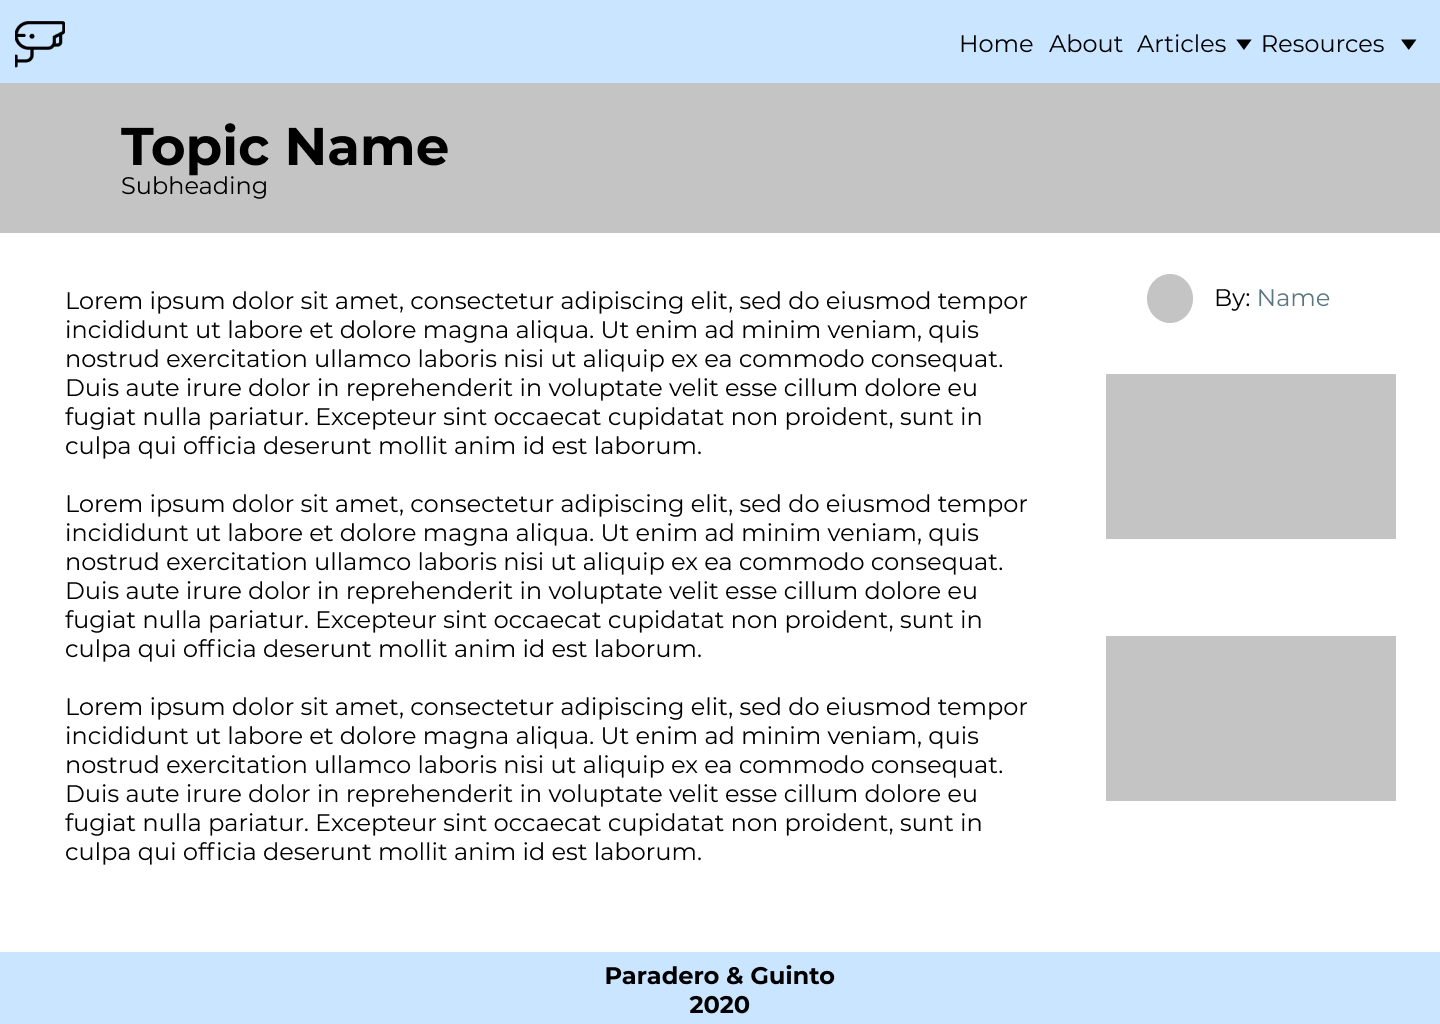 Home About Articles Resources
Topic Name
Subheading
Lorem ipsum dolor sit amet, consectetur adipiscing elit, sed do eiusmod tempor
incididunt ut labore et dolore magna aliqua. Ut enim ad minim veniam, quis
nostrud exercitation ullamco laboris nisi ut aliquip ex ea commodo consequat.
Duis aute irure dolor in reprehenderit in voluptate velit esse cillum dolore eu
fugiat nulla pariatur. Excepteur sint occaecat cupidatat non proident, sunt in
culpa qui officia deserunt mollit anim id est laborum.
Lorem ipsum dolor sit amet, consectetur adipiscing elit, sed do eiusmod tempor
incididunt ut labore et dolore magna aliqua. Ut enim ad minim veniam, quis
nostrud exercitation ullamco laboris nisi ut aliquip ex ea commodo consequat.
Duis aute irure dolor in reprehenderit in voluptate velit esse cillum dolore eu
fugiat nulla pariatur. Excepteur sint occaecat cupidatat non proident, sunt in
culpa qui officia deserunt mollit anim id est laborum.
Lorem ipsum dolor sit amet, consectetur adipiscing elit, sed do eiusmod tempor
incididunt ut labore et dolore magna aliqua. Ut enim ad minim veniam, quis
nostrud exercitation ullamco laboris nisi ut aliquip ex ea commodo consequat.
Duis aute irure dolor in reprehenderit in voluptate velit esse cillum dolore eu
fugiat nulla pariatur. Excepteur sint occaecat cupidatat non proident, sunt in
culpa qui officia deserunt mollit anim id est laborum.
By: Name
Paradero & Guinto
2020